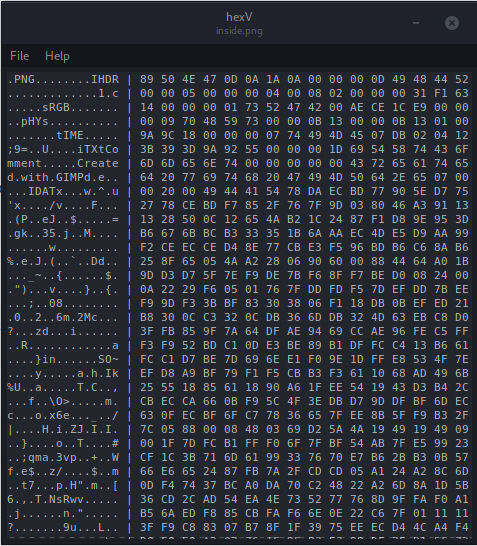 hexV
inside.png
File Help
.PNG........IHDR | 89 50 4E 47 0D 0A 1A 0A 00 00 00 0D 49 48 44 52
.............1.c | 00 00 05 00 00 00 04 00 08 02 00 00 00 31 F1 63
.....sRGB....... | 14 00 00 00 01 73 52 47 42 00 AE CE 1C E9 00 00
..pHYs.......... | 00 09 70 48 59 73 00 00 0B 13 00 00 0B 13 01 00
.......tIME..... | 9A 9C 18 00 00 00 07 74 49 4D 45 07 DB 02 04 12
;9=..U....iTXtCo | 3B 39 3D 9A 92 55 00 00 00 1D 69 54 58 74 43 6F
mment.....Create | 6D 6D 65 6E 74 00 00 00 00 00 43 72 65 61 74 65
d.with.GIMPd.e.. | 64 20 77 69 74 68 20 47 49 4D 50 64 2E 65 07 00
...IDATx...w.^.u | 00 20 00 49 44 41 54 78 DA EC BD 77 90 5E D7 75
'x..../v....F... | 27 78 CE BD F7 85 2F 76 7F 9D 03 80 46 A3 91 13
.(P..eJ..$.....= | 13 28 50 0C 12 65 4A B2 1C 24 87 F1 D8 9E 95 3D
.gk..35.j..M.... | B6 67 6B BC B3 33 35 1B 6A AA EC 4D E5 D9 AA 99
......w......... | F2 CE EC CE D4 8E 77 CB E3 F5 96 BD B6 C6 8A B6
%.e.J.(..`..Dd.. | 25 8F 65 05 4A A2 28 06 90 60 00 88 44 64 A0 1B
..._~..{......$. | 9D D3 D7 5F 7E F9 DE 7B F6 8F F7 BE D0 08 24 00
.")..v....}..{. | 0A 22 29 F6 05 01 76 7F DD FD F5 7D EF DD 7B EE
...;..08........ | F9 9D F3 3B BF 83 30 38 06 F1 18 DB 0B EF ED 21
.0..2..6m.2Mc... | B8 30 0C C3 32 0C DB 36 6D DB 32 4D 63 EB C8 D0
?...zd...i...... | 3F FB 85 9F 7A 64 DF AE 94 69 CC AE 96 FE C5 FF
..R............a | F3 F9 52 BD C1 0D E3 BE 89 B1 DF FC C4 13 B6 61
....}in......SO~ | FC C1 D7 BE 7D 69 6E E1 F0 9E 1D FF E8 53 4F 7E
....y.....a.h.Ik | EF D8 A9 BF 79 F1 F5 CB B3 F3 61 10 68 AD 49 6B
%U..a.....T.C.., | 25 55 18 85 61 18 90 A6 1F EE 54 19 43 D3 B4 2C
...f..\O>.....m. | CB EC CA 66 0B F9 5C 4F 3E DB D7 9D DF BF 6D EC
c...o.x6e..._../ | 63 0F EC BF 6F C7 78 36 65 7F EE 8B 5F F9 B3 2F
|....H.i.ZJ.I.I. | 7C 05 88 00 08 48 03 69 D2 5A 4A 19 49 19 49 09
..}.....o..T....# | 00 1F 7D FC B1 FF F0 6F 7F BF 54 AB 7F E5 99 23
..;qma.3vp..+..W | CF 1C 3B 71 6D 61 99 33 76 70 E7 B6 2B B3 0B 57
f.e$..z/....$..m | 66 E6 65 24 87 FB 7A 2F CD CD 05 A1 24 A2 8C 6D
..t7...p.H".m..[ | 0D F4 74 37 BC A0 DA 70 C2 48 22 A2 6D 8A 1D 5B
6.,.T.NsRwv..... | 36 CD 2C AD 54 EA 4E 73 52 77 76 8D 9F FA F0 A1
.j......n."..... | B5 6A ED F8 85 CB FA F6 6E 0E 22 C6 7F 01 11 11
?.......9u...L.. | 3F F9 C8 83 07 B7 8F 1F 39 75 EE EC D4 4C A4 F4